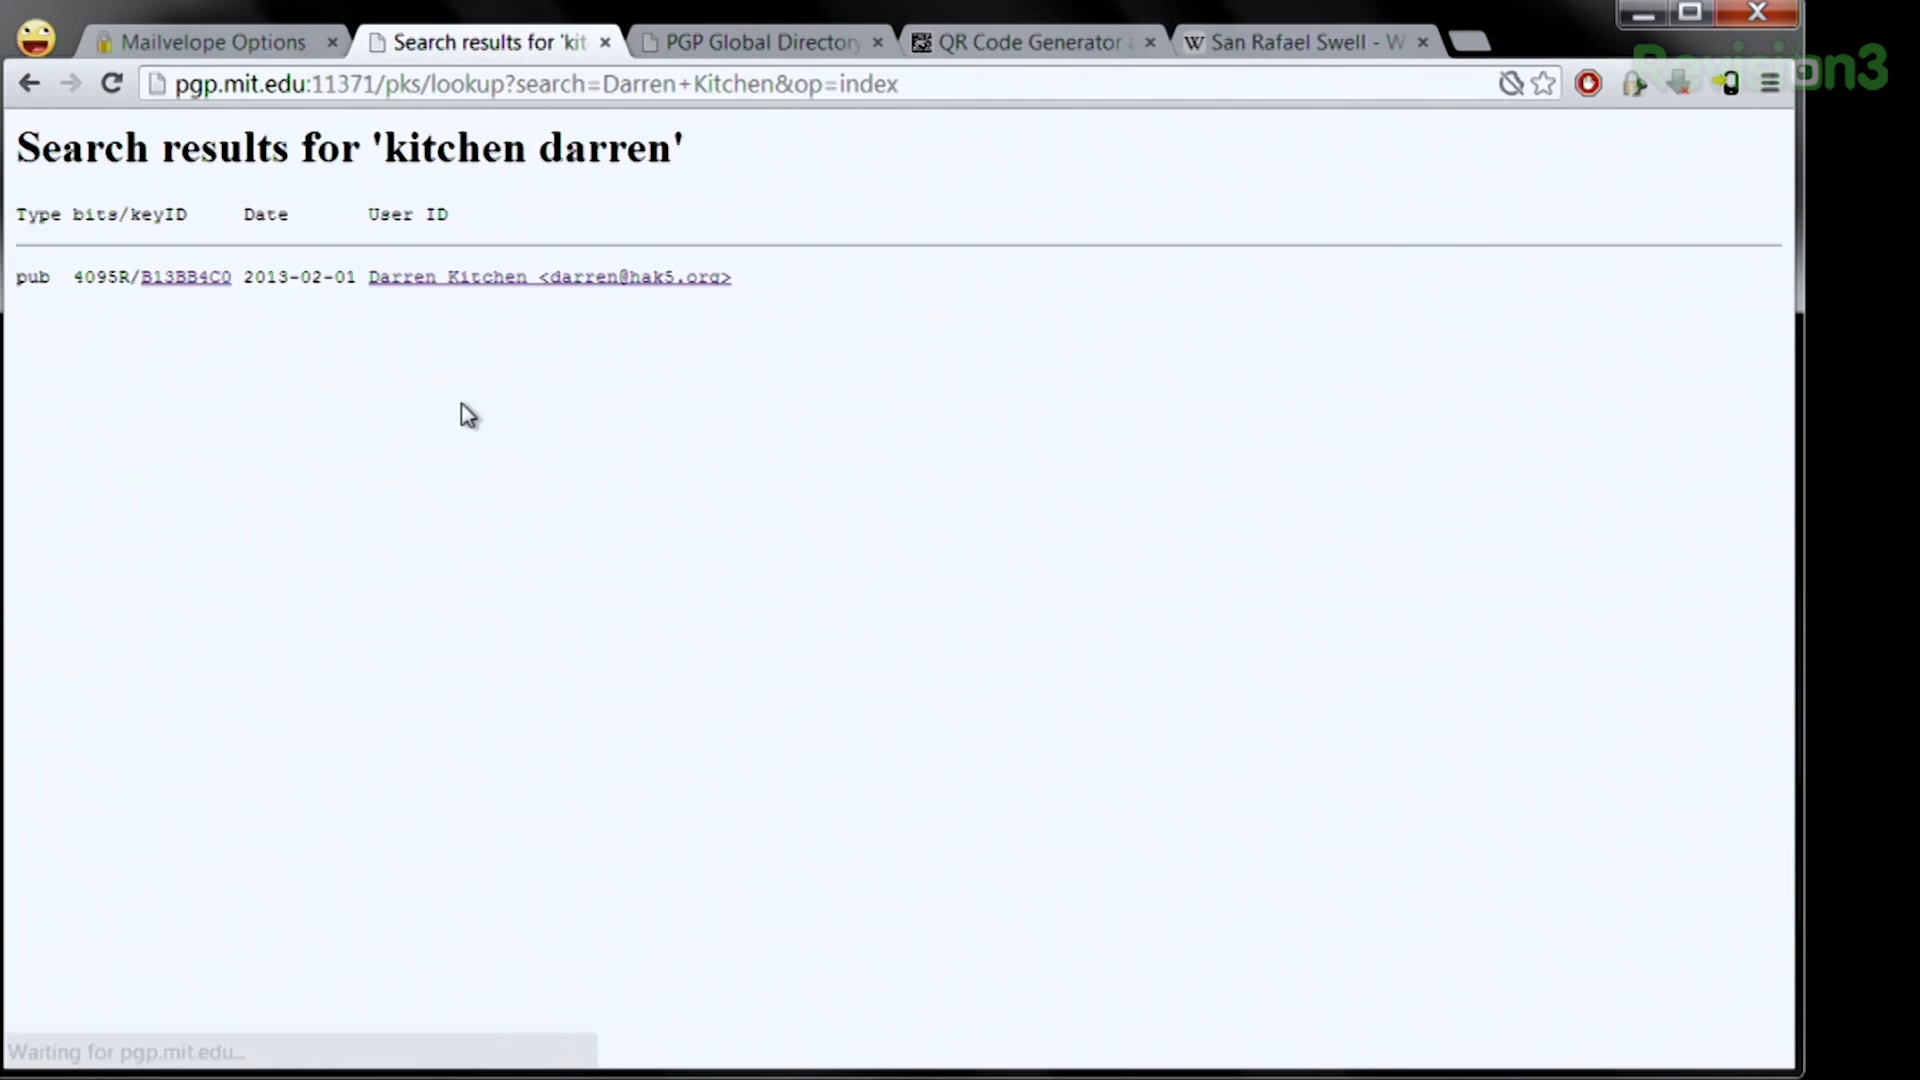 Mailvelope Options
Search results for 'kit
PGP Global Directory
QR Code Generator a
San Rafael Swell - W
pgp.mit.edu:11371/pks/lookup?search=Darren+Kitchen&op=index
Revision3
Search results for 'kitchen darren'
Type bits/keyID Date User ID
pub 4095R/B13BB4C0 2013-02-01 Darren Kitchen <darren@hak5.org>
Waiting for pgp.mit.edu...